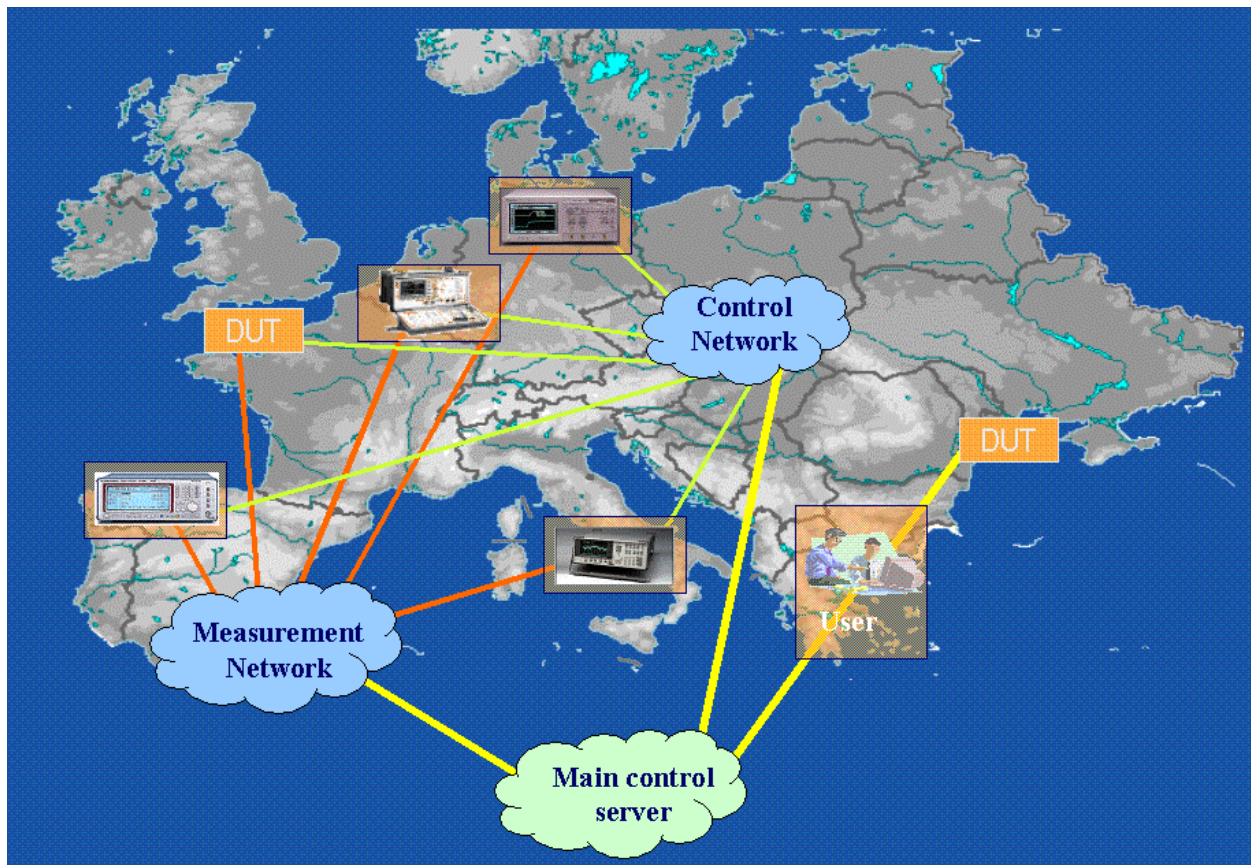 Control
Network
DUT
DUT
User
Measurement
Network
Main control
server